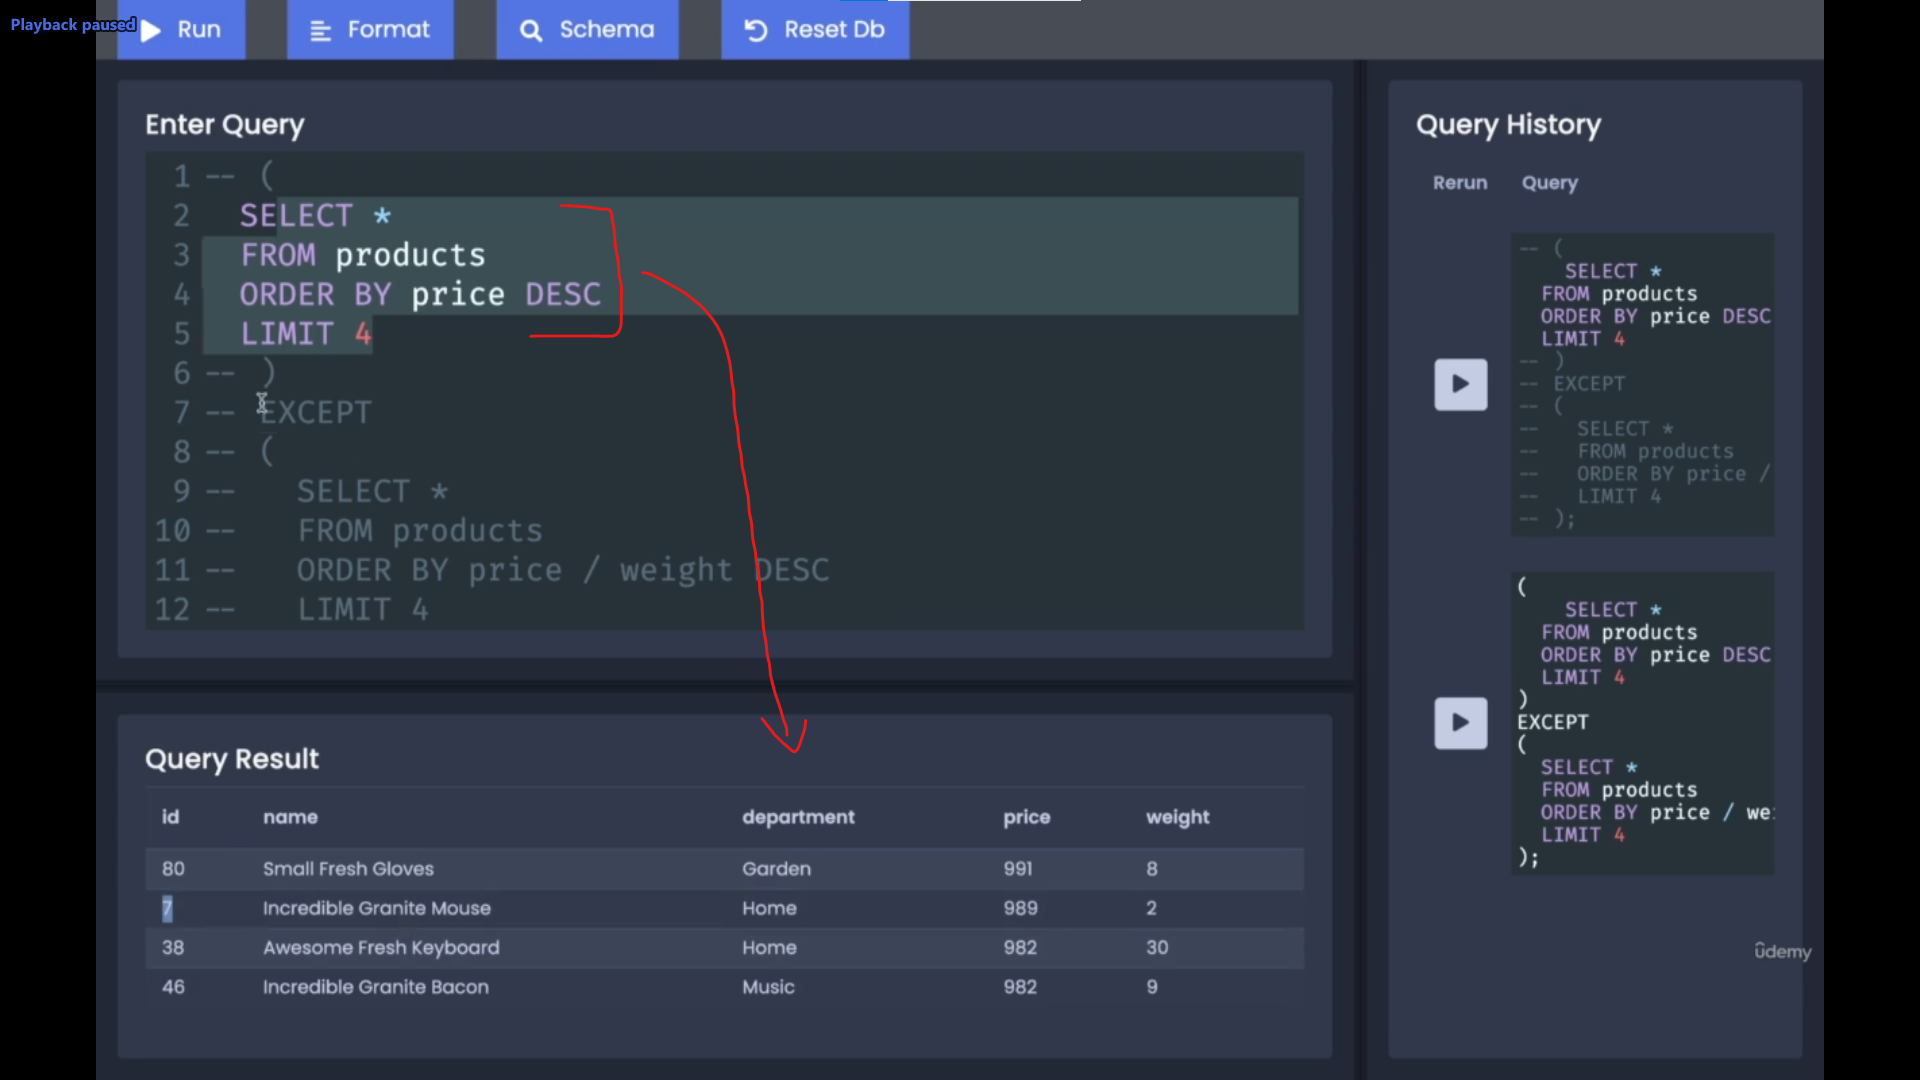 Playback paused
Run
Format
Schema
Reset Db
Enter Query
1 -- (
2 SELECT *
3 FROM products
4 ORDER BY price DESC
5 LIMIT 4
6 -- )
7 -- EXCEPT
8 -- (
9 -- SELECT *
10 -- FROM products
11 -- ORDER BY price / weight DESC
12 -- LIMIT 4
Query Result
id name department price weight
80 Small Fresh Gloves Garden 991 8
7 Incredible Granite Mouse Home 989 2
38 Awesome Fresh Keyboard Home 982 30
46 Incredible Granite Bacon Music 982 9
Query History
Rerun Query
-- (
SELECT *
FROM products
ORDER BY price DESC
LIMIT 4
-- )
-- EXCEPT
-- (
-- SELECT *
-- FROM products
-- ORDER BY price /
-- LIMIT 4
-- );
(
SELECT *
FROM products
ORDER BY price DESC
LIMIT 4
)
EXCEPT
(
SELECT *
FROM products
ORDER BY price / we
LIMIT 4
);
ûdemy